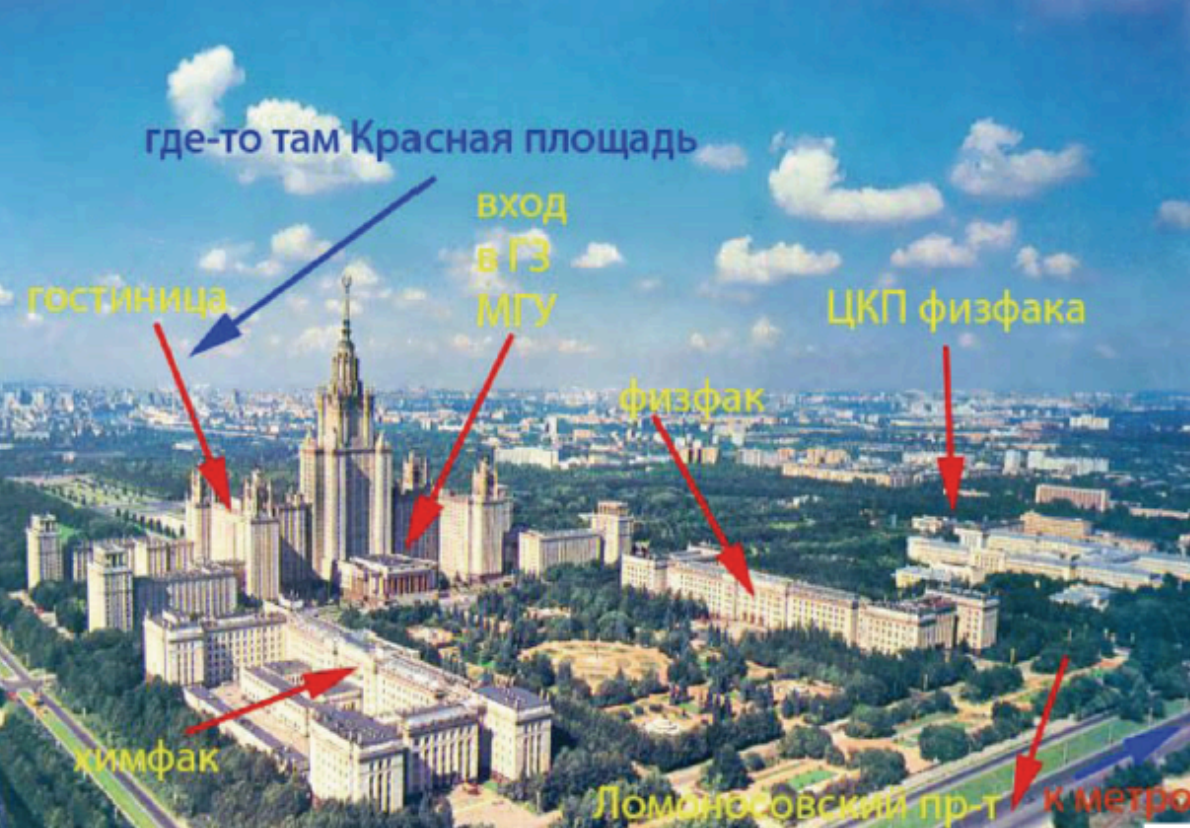 где-то там Красная площадь
вход
в ГЗ
МГУ
гостиница
ЦКП физфака
физфак
химфак
Ломоносовский пр-т
к метро